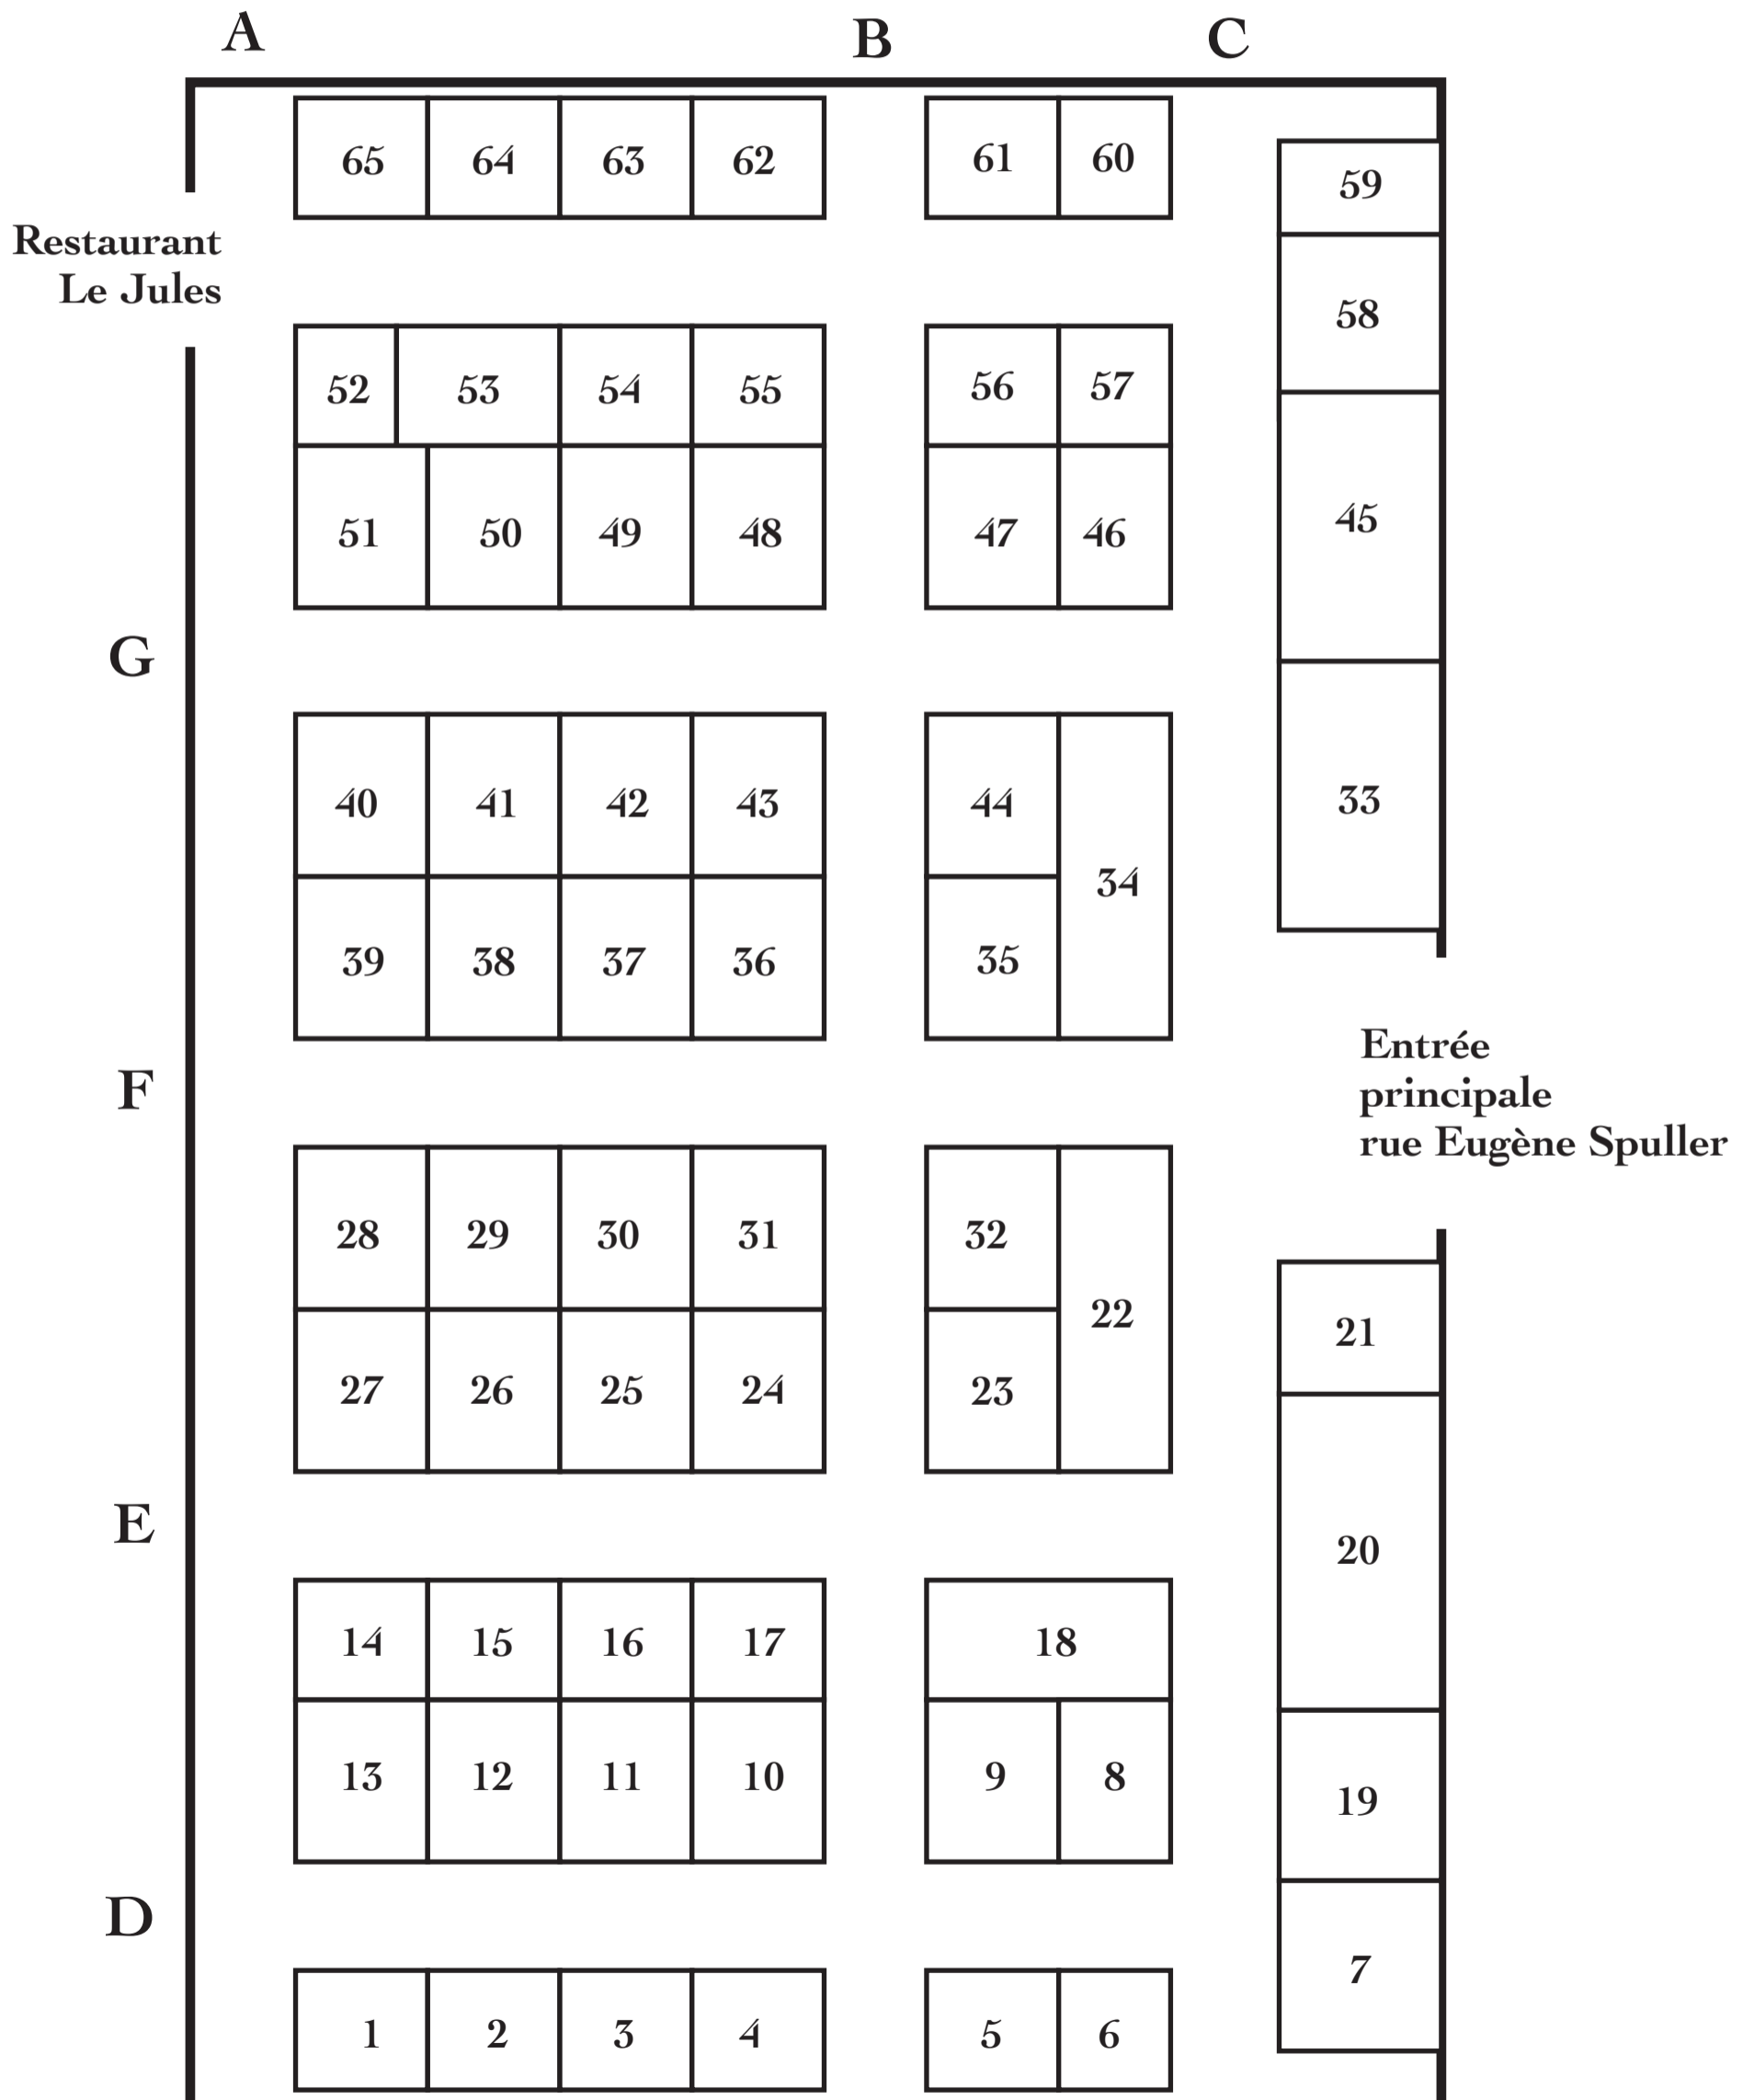 A B C
65 64 63 62 61 60
59
Restaurant
Le Jules
58
52 53 54 55 56 57
45
51 50 49 48 47 46
G
40 41 42 43 44
33
34
39 38 37 36 35
Entrée
principale
rue Eugène Spuller
F
28 29 30 31 32
22
21
27 26 25 24 23
E
20
14 15 16 17 18
13 12 11 10 9 8
19
D
7
1 2 3 4 5 6